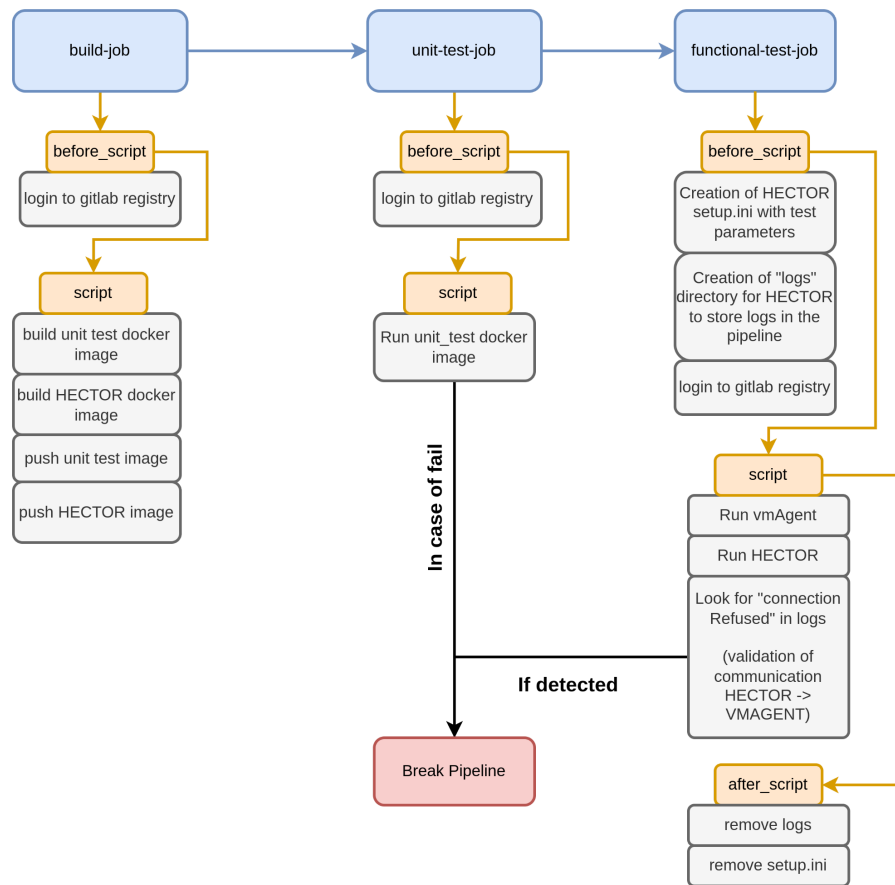 build-job
unit-test-job
functional-test-job
before_script
login to gitlab registry
script
build unit test docker
image
build HECTOR docker
image
push unit test image
push HECTOR image
before_script
login to gitlab registry
script
Run unit_test docker
image
In case of fail
before_script
Creation of HECTOR
setup.ini with test
parameters
Creation of "logs"
directory for HECTOR
to store logs in the
pipeline
login to gitlab registry
script
Run vmAgent
Run HECTOR
Look for "connection
Refused" in logs
(validation of
communication
HECTOR ->
VMAGENT)
If detected
Break Pipeline
after_script
remove logs
remove setup.ini